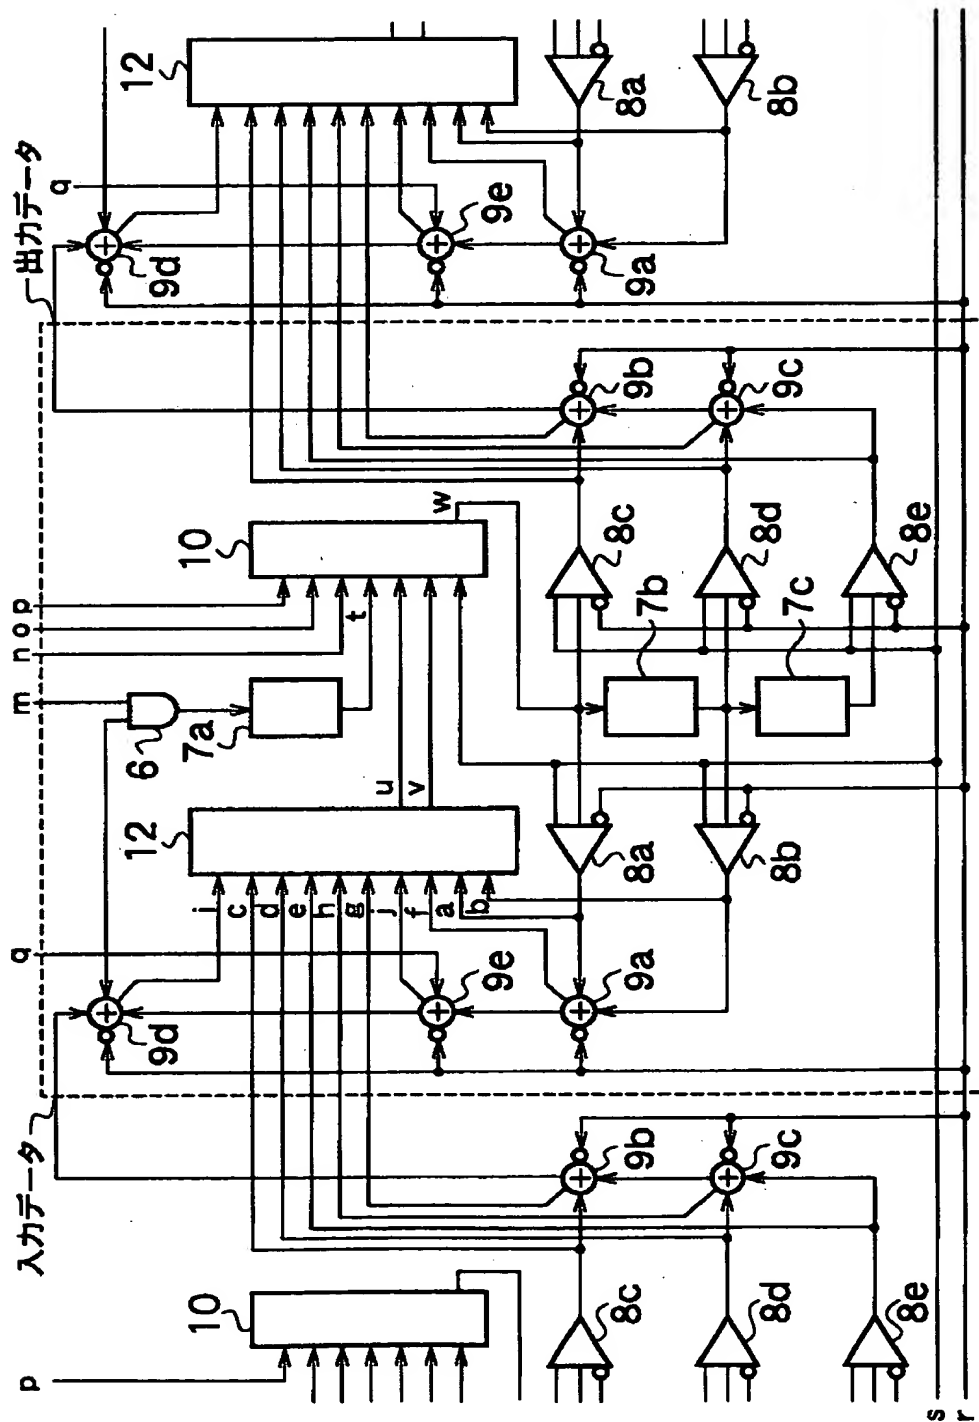 入力データ
出力データ
p
q
m
n
o
p
q
9d
12
6
9d
12
10
7a
10
i
c
d
e
h
g
j
f
a
b
t
u
v
w
9e
9e
8c
9b
9a
8a
8c
9b
9a
8a
7b
8d
9c
8b
8d
9c
8b
7c
8e
8e
s
r